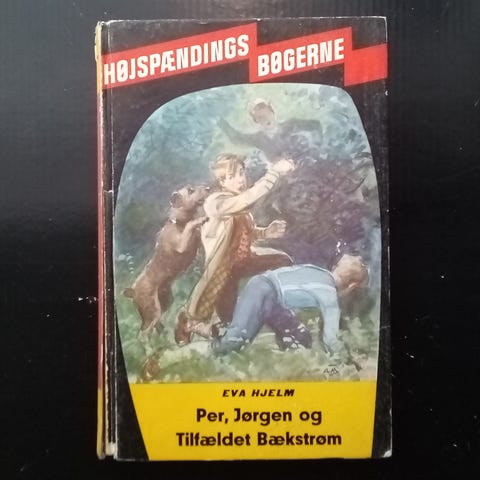 HØJSPÆNDINGS
BØGERNE
EVA HJELM
Per, Jørgen og
Tilfældet Bækstrøm